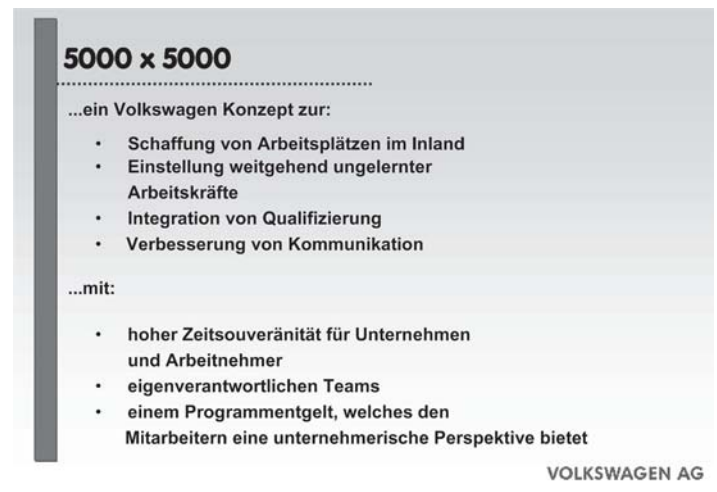 5000 x 5000
...ein Volkswagen Konzept zur:
• Schaffung von Arbeitsplätzen im Inland
• Einstellung weitgehend ungelernter
Arbeitskräfte
• Integration von Qualifizierung
• Verbesserung von Kommunikation
...mit:
• hoher Zeitsouveränität für Unternehmen
und Arbeitnehmer
• eigenverantwortlichen Teams
• einem Programmentgelt, welches den
Mitarbeitern eine unternehmerische Perspektive bietet
VOLKSWAGEN AG